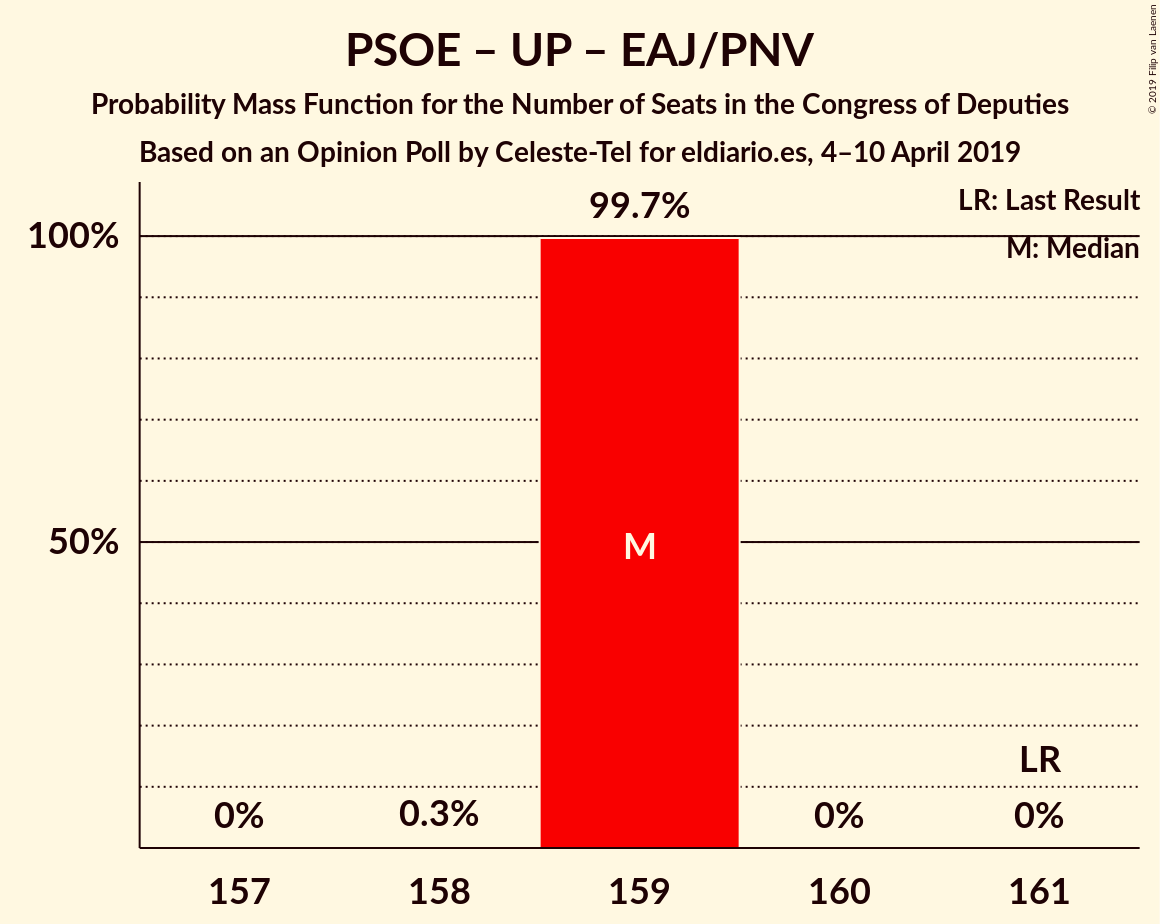 PSOE – UP – EAJ/PNV
Probability Mass Function for the Number of Seats in the Congress of Deputies
Based on an Opinion Poll by Celeste-Tel for eldiario.es, 4–10 April 2019
© 2019 Filip van Laenen
LR: Last Result
M: Median
99.7%
100%
50%
M
LR
0%
0.3%
0%
0%
157
158
159
160
161